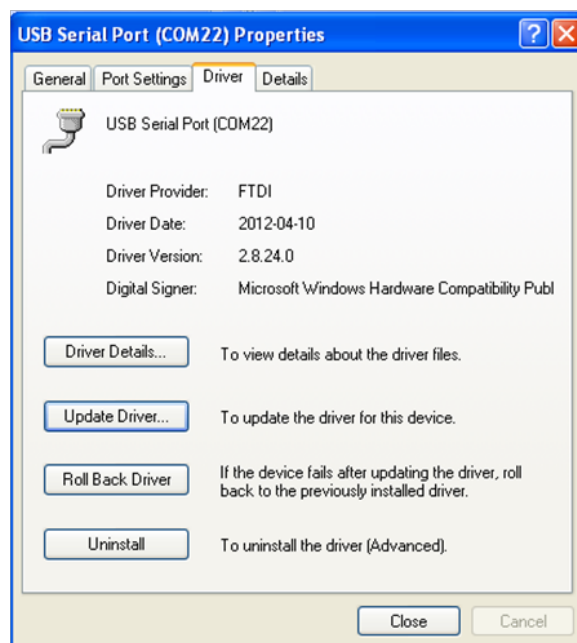 USB Serial Port (COM22) Properties
General Port Settings Driver Details
USB Serial Port (COM22)
Driver Provider: FTDI
Driver Date: 2012-04-10
Driver Version: 2.8.24.0
Digital Signer: Microsoft Windows Hardware Compatibility Publ
Driver Details... To view details about the driver files.
Update Driver... To update the driver for this device.
Roll Back Driver If the device fails after updating the driver, roll
back to the previously installed driver.
Uninstall To uninstall the driver (Advanced).
Close Cancel